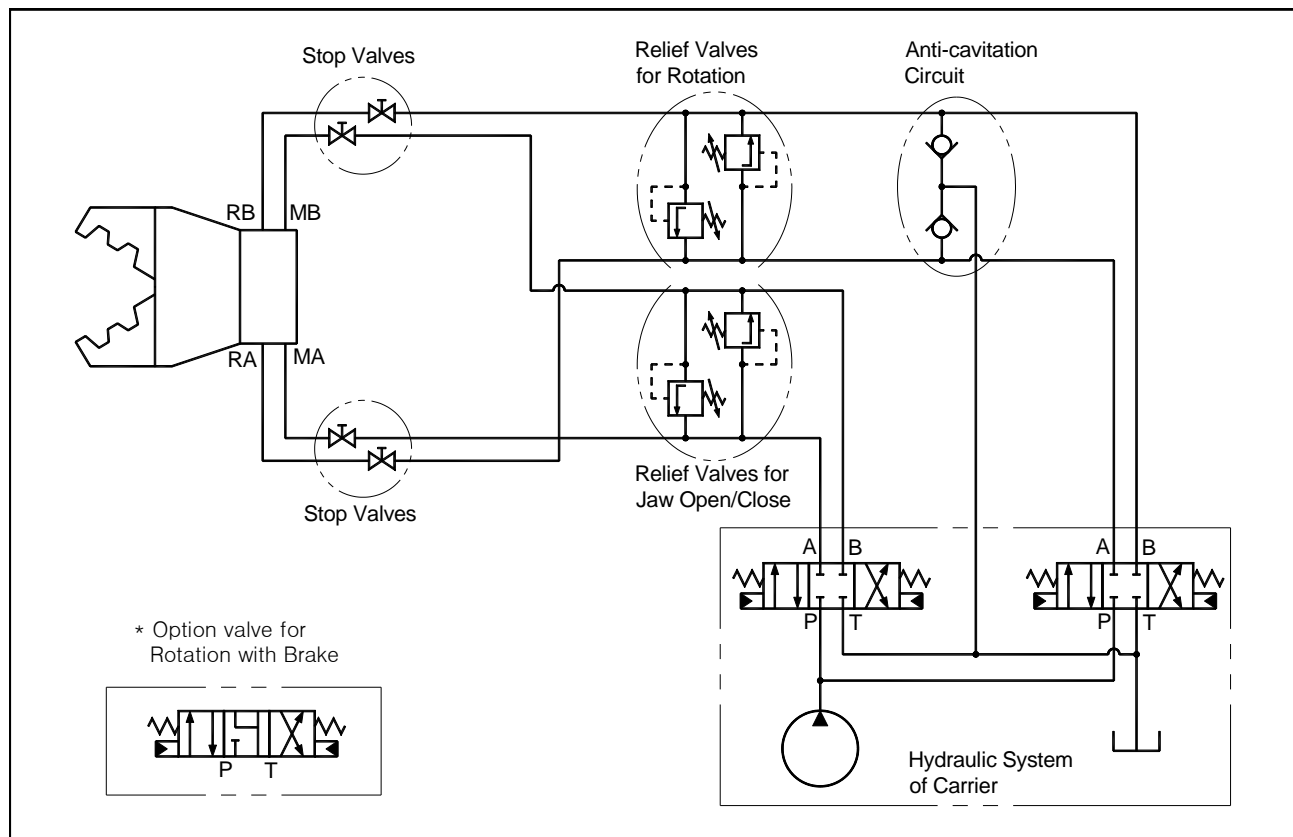 Stop Valves
Relief Valves
for Rotation
Anti-cavitation
Circuit
RB MB
RA MA
Stop Valves
Relief Valves for
Jaw Open/Close
A B
A B
P T
P T
* Option valve for
Rotation with Brake
P T
Hydraulic System
of Carrier